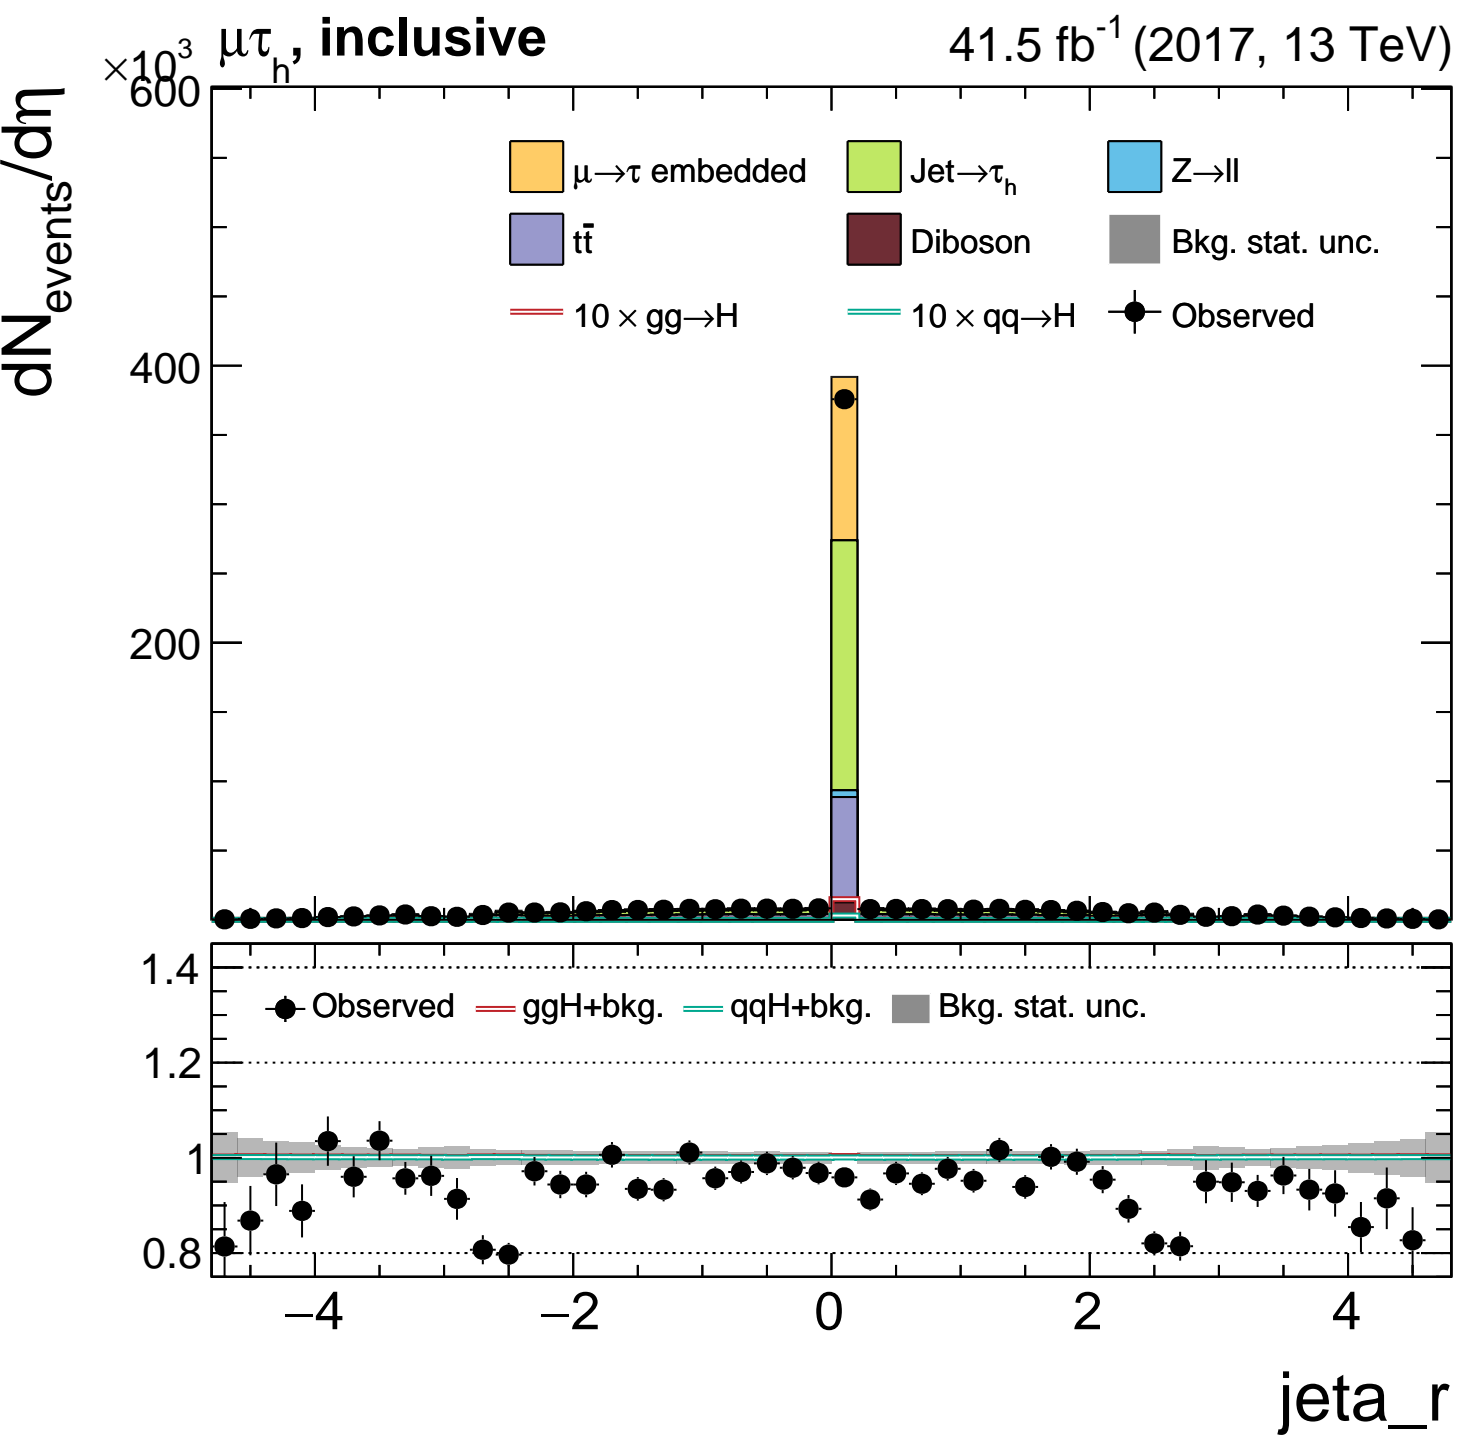 ×10³ μτₕ, inclusive 41.5 fb⁻¹ (2017, 13 TeV)
dN_events/dη
600
400
200
μ→τ embedded Jet→τₕ Z→ll
tt̄ Diboson Bkg. stat. unc.
10 × gg→H 10 × qq→H Observed
1.4
Observed ggH+bkg. qqH+bkg. Bkg. stat. unc.
1.2
1
0.8
−4 −2 0 2 4
jeta_r